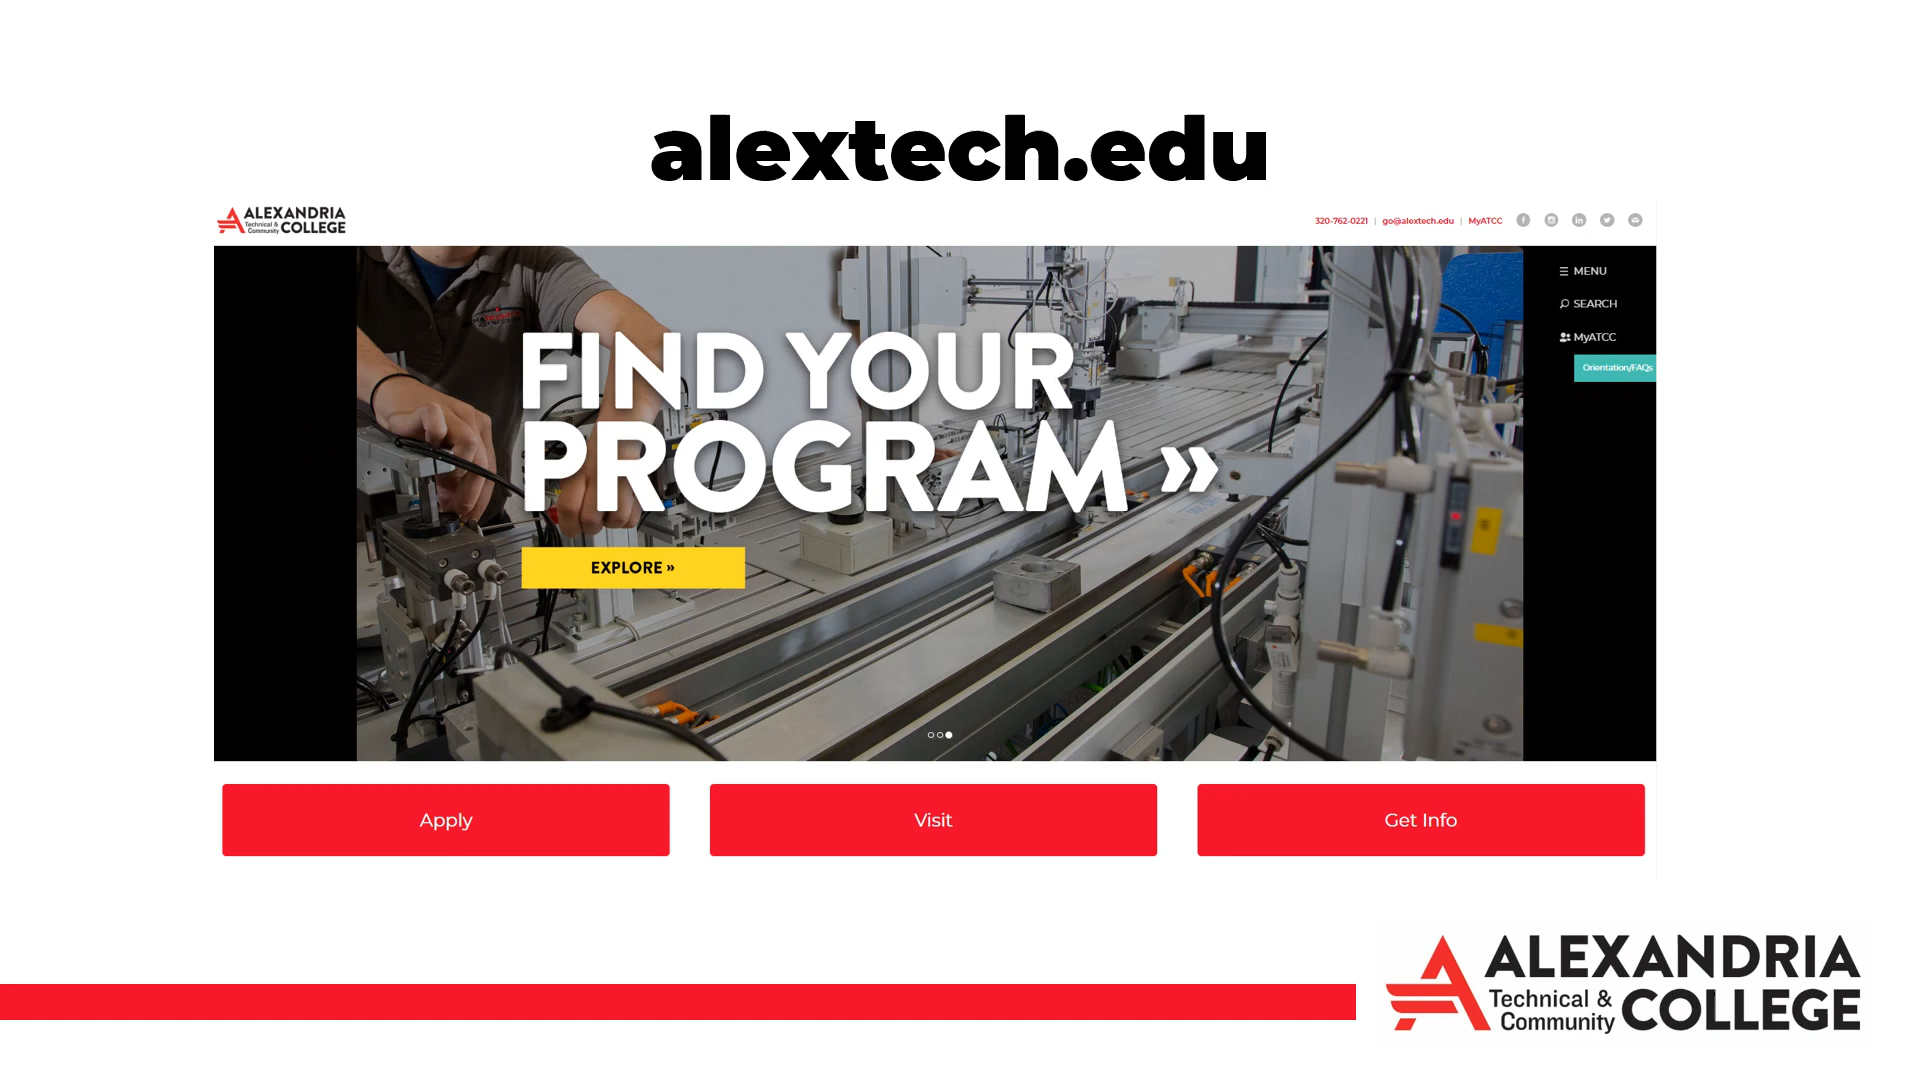 alextech.edu
ALEXANDRIA
Technical &
Community COLLEGE
320-762-0221 | go@alextech.edu | MyATCC
MENU
SEARCH
MyATCC
Orientation/FAQs
FIND YOUR
PROGRAM »
EXPLORE »
Apply
Visit
Get Info
ALEXANDRIA
Technical &
Community COLLEGE